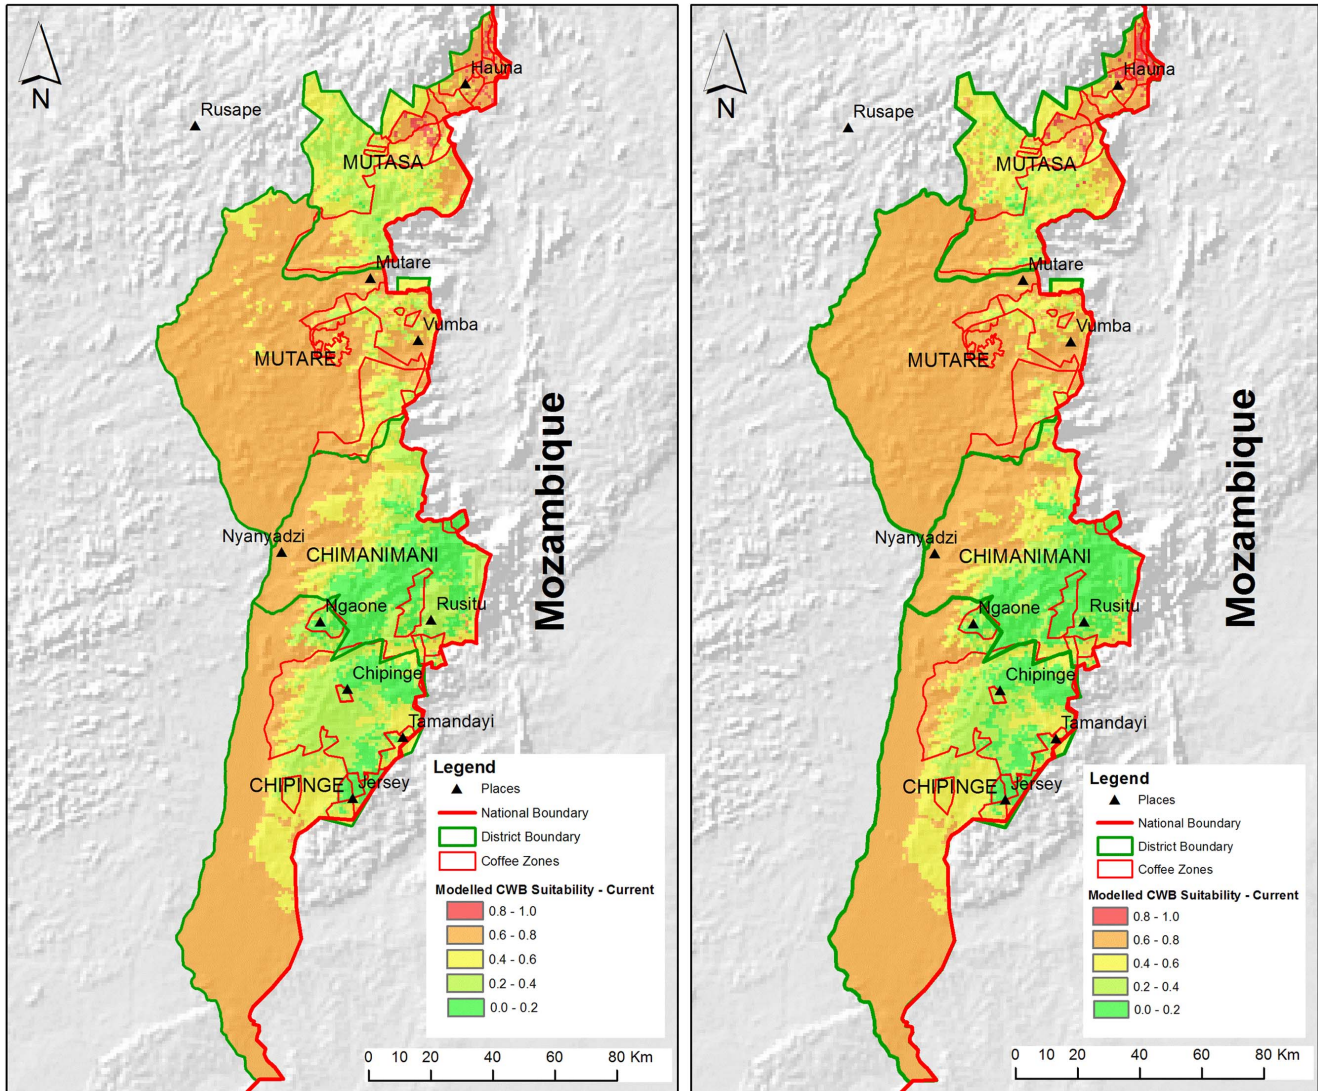 N
Hauna
Rusape
MUTASA
Mutare
Vumba
MUTARE
Mozambique
Nyanyadzi
CHIMANIMANI
Ngaone
Rusitu
Chipinge
Tamandayi
CHIPINGE
Jersey
Legend
Places
National Boundary
District Boundary
Coffee Zones
Modelled CWB Suitability - Current
0.8 - 1.0
0.6 - 0.8
0.4 - 0.6
0.2 - 0.4
0.0 - 0.2
0 10 20 40 60 80 Km
N
Hauna
Rusape
MUTASA
Mutare
Vumba
MUTARE
Mozambique
Nyanyadzi
CHIMANIMANI
Ngaone
Rusitu
Chipinge
Tamandayi
CHIPINGE
Jersey
Legend
Places
National Boundary
District Boundary
Coffee Zones
Modelled CWB Suitability - Current
0.8 - 1.0
0.6 - 0.8
0.4 - 0.6
0.2 - 0.4
0.0 - 0.2
0 10 20 40 60 80 Km